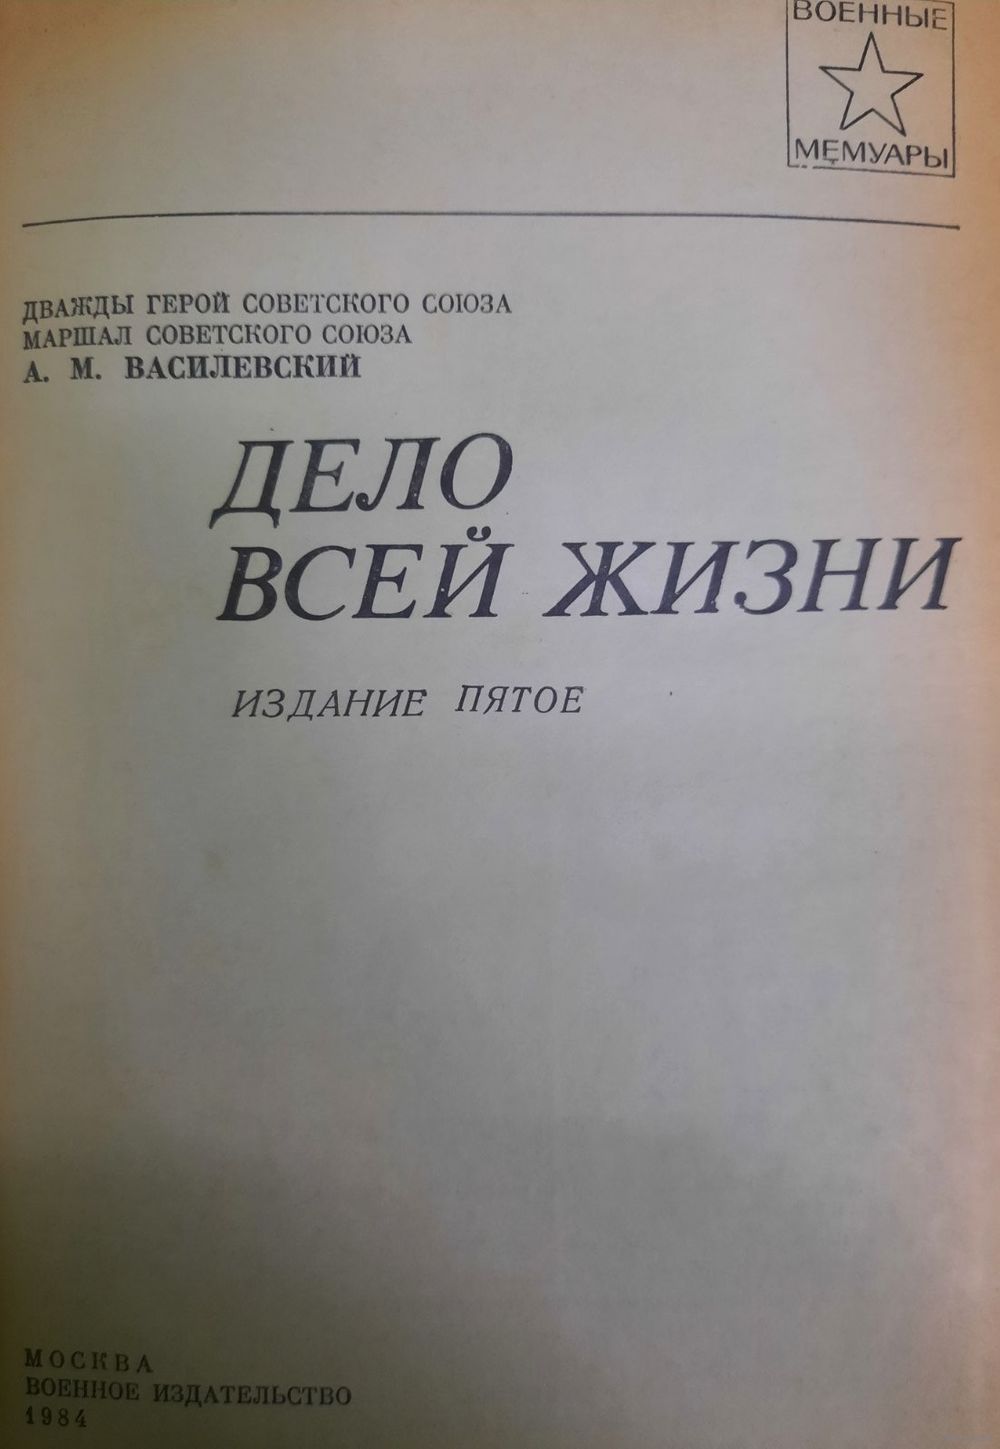 ВОЕННЫЕ
МЕМУАРЫ
ДВАЖДЫ ГЕРОЙ СОВЕТСКОГО СОЮЗА
МАРШАЛ СОВЕТСКОГО СОЮЗА
А. М. ВАСИЛЕВСКИЙ
ДЕЛО
ВСЕЙ ЖИЗНИ
ИЗДАНИЕ ПЯТОЕ
МОСКВА
ВОЕННОЕ ИЗДАТЕЛЬСТВО
1984